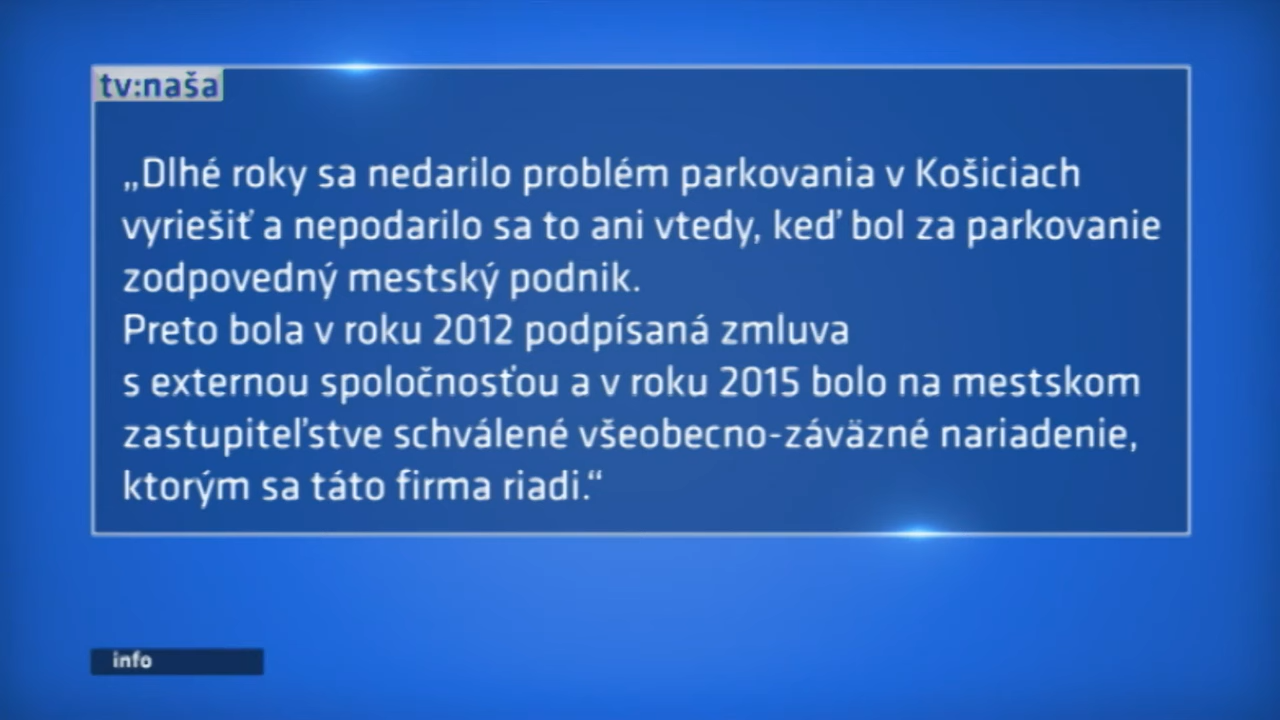 tv:naša
„Dlhé roky sa nedarilo problém parkovania v Košiciach
vyriešiť a nepodarilo sa to ani vtedy, keď bol za parkovanie
zodpovedný mestský podnik.
Preto bola v roku 2012 podpísaná zmluva
s externou spoločnosťou a v roku 2015 bolo na mestskom
zastupiteľstve schválené všeobecno-záväzné nariadenie,
ktorým sa táto firma riadi.“
info